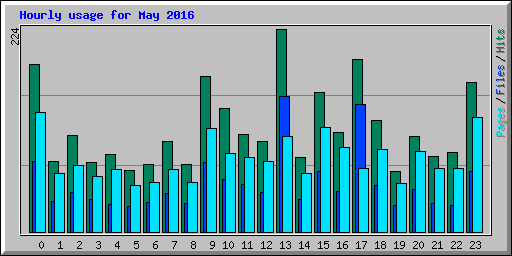 Hourly usage for May 2016
224
Pages / Files / Hits
0 1 2 3 4 5 6 7 8 9 10 11 12 13 14 15 16 17 18 19 20 21 22 23